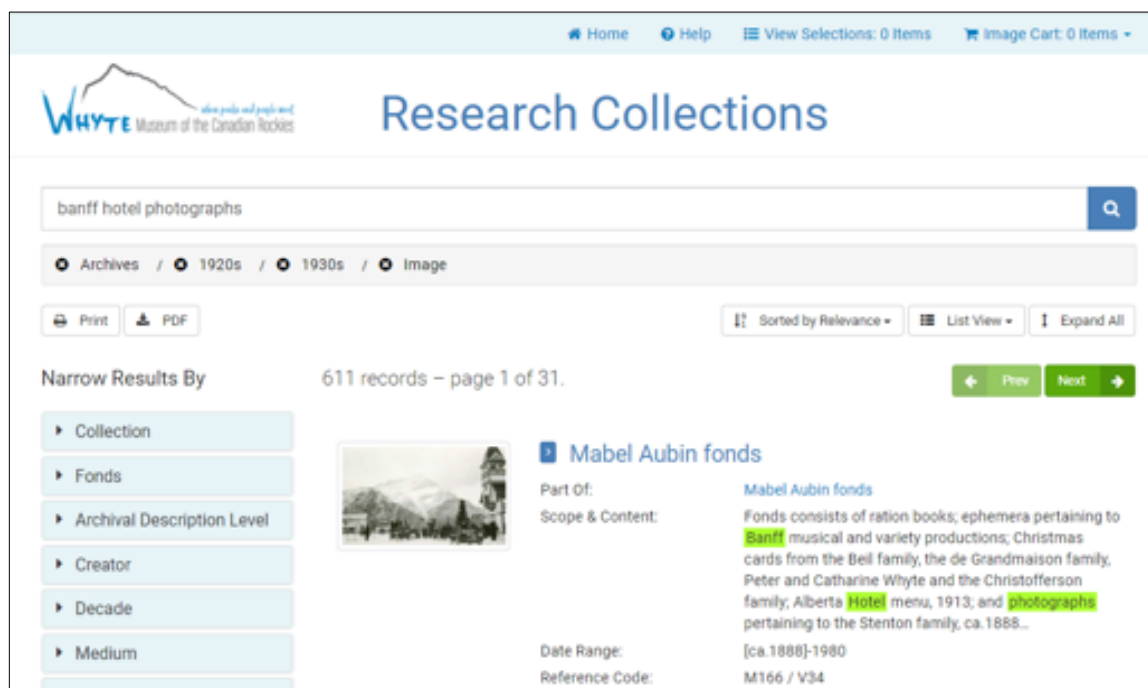 Home Help View Selections: 0 Items Image Cart: 0 Items
WHYTE Museum of the Canadian Rockies
where peaks and people meet
Research Collections
banff hotel photographs
Archives / 1920s / 1930s / Image
Print PDF Sorted by Relevance List View Expand All
Narrow Results By
611 records – page 1 of 31.
Prev Next
Collection
Fonds
Archival Description Level
Creator
Decade
Medium
Mabel Aubin fonds
Part Of: Mabel Aubin fonds
Scope & Content: Fonds consists of ration books; ephemera pertaining to
Banff musical and variety productions; Christmas
cards from the Beil family, the de Grandmaison family,
Peter and Catharine Whyte and the Christofferson
family; Alberta Hotel menu, 1913; and photographs
pertaining to the Stenton family, ca.1888...
Date Range: [ca.1888]-1980
Reference Code: M166 / V34